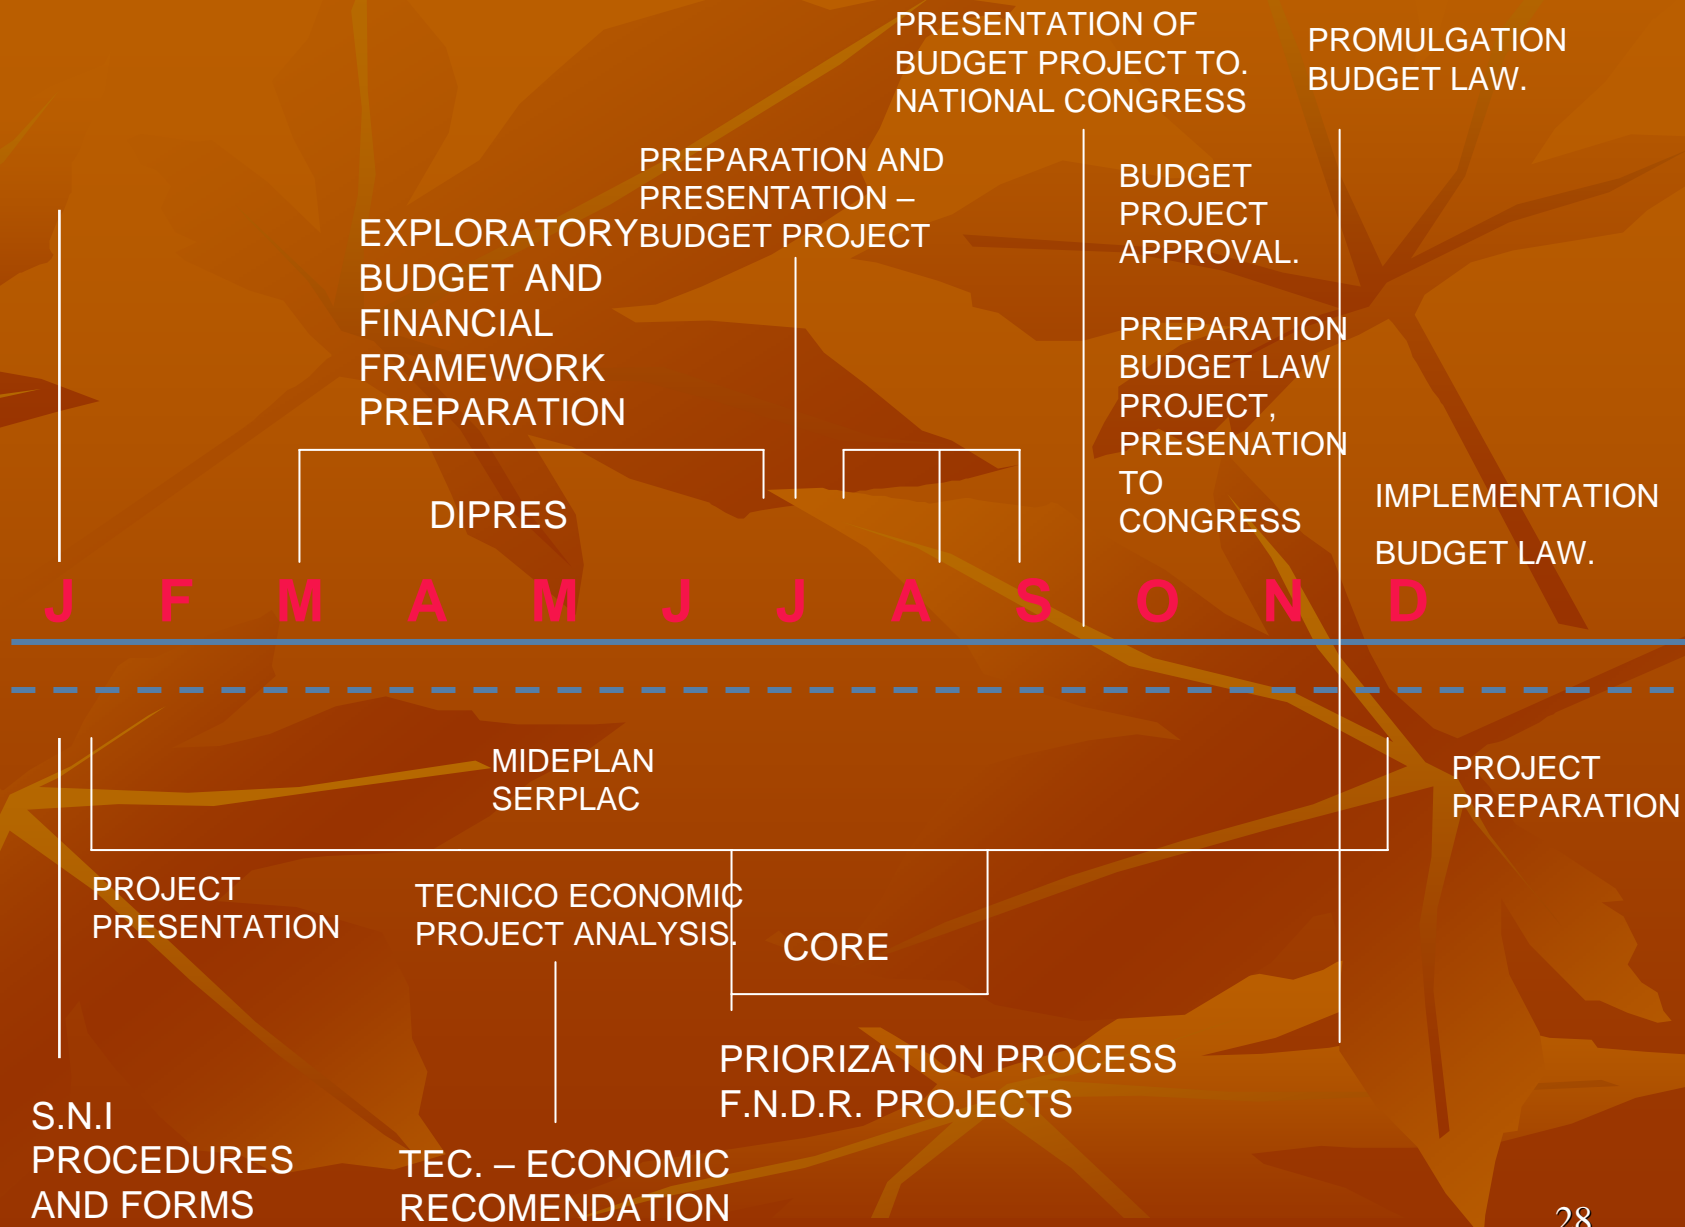 PRESENTATION OF
BUDGET PROJECT TO.
NATIONAL CONGRESS
PROMULGATION
BUDGET LAW.
PREPARATION AND
PRESENTATION –
BUDGET PROJECT
EXPLORATORY
BUDGET AND
FINANCIAL
FRAMEWORK
PREPARATION
BUDGET
PROJECT
APPROVAL.
PREPARATION
BUDGET LAW
PROJECT,
PRESENATION
TO
CONGRESS
DIPRES
IMPLEMENTATION
BUDGET LAW.
J F M A M J J A S O N D
MIDEPLAN
SERPLAC
PROJECT
PREPARATION
PROJECT
PRESENTATION
TECNICO ECONOMIC
PROJECT ANALYSIS.
CORE
PRIORIZATION PROCESS
F.N.D.R. PROJECTS
S.N.I
PROCEDURES
AND FORMS
TEC. – ECONOMIC
RECOMENDATION
28